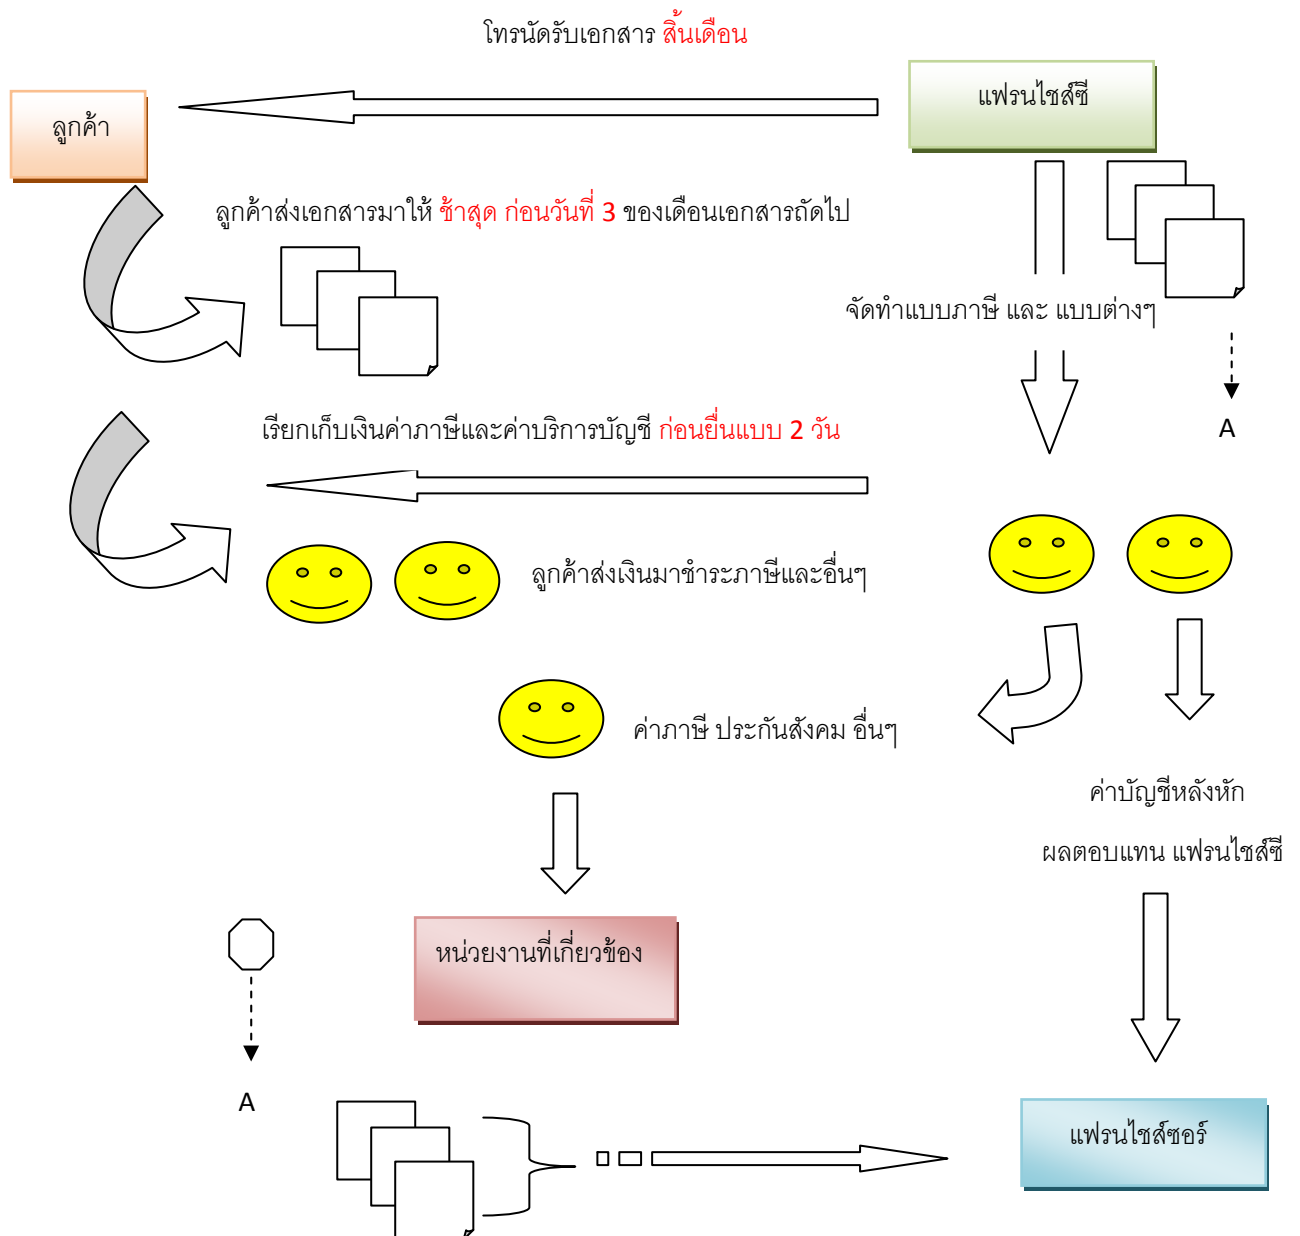 โทรนัดรับเอกสาร สิ้นเดือน
แฟรนไชส์ซี
ลูกค้า
ลูกค้าส่งเอกสารมาให้ ช้าสุด ก่อนวันที่ 3 ของเดือนเอกสารถัดไป
จัดทำแบบภาษี และ แบบต่างๆ
A
เรียกเก็บเงินค่าภาษีและค่าบริการบัญชี ก่อนยื่นแบบ 2 วัน
ลูกค้าส่งเงินมาชำระภาษีและอื่นๆ
ค่าภาษี ประกันสังคม อื่นๆ
ค่าบัญชีหลังหัก
ผลตอบแทน แฟรนไชส์ซี
หน่วยงานที่เกี่ยวข้อง
A
แฟรนไชส์ซอร์